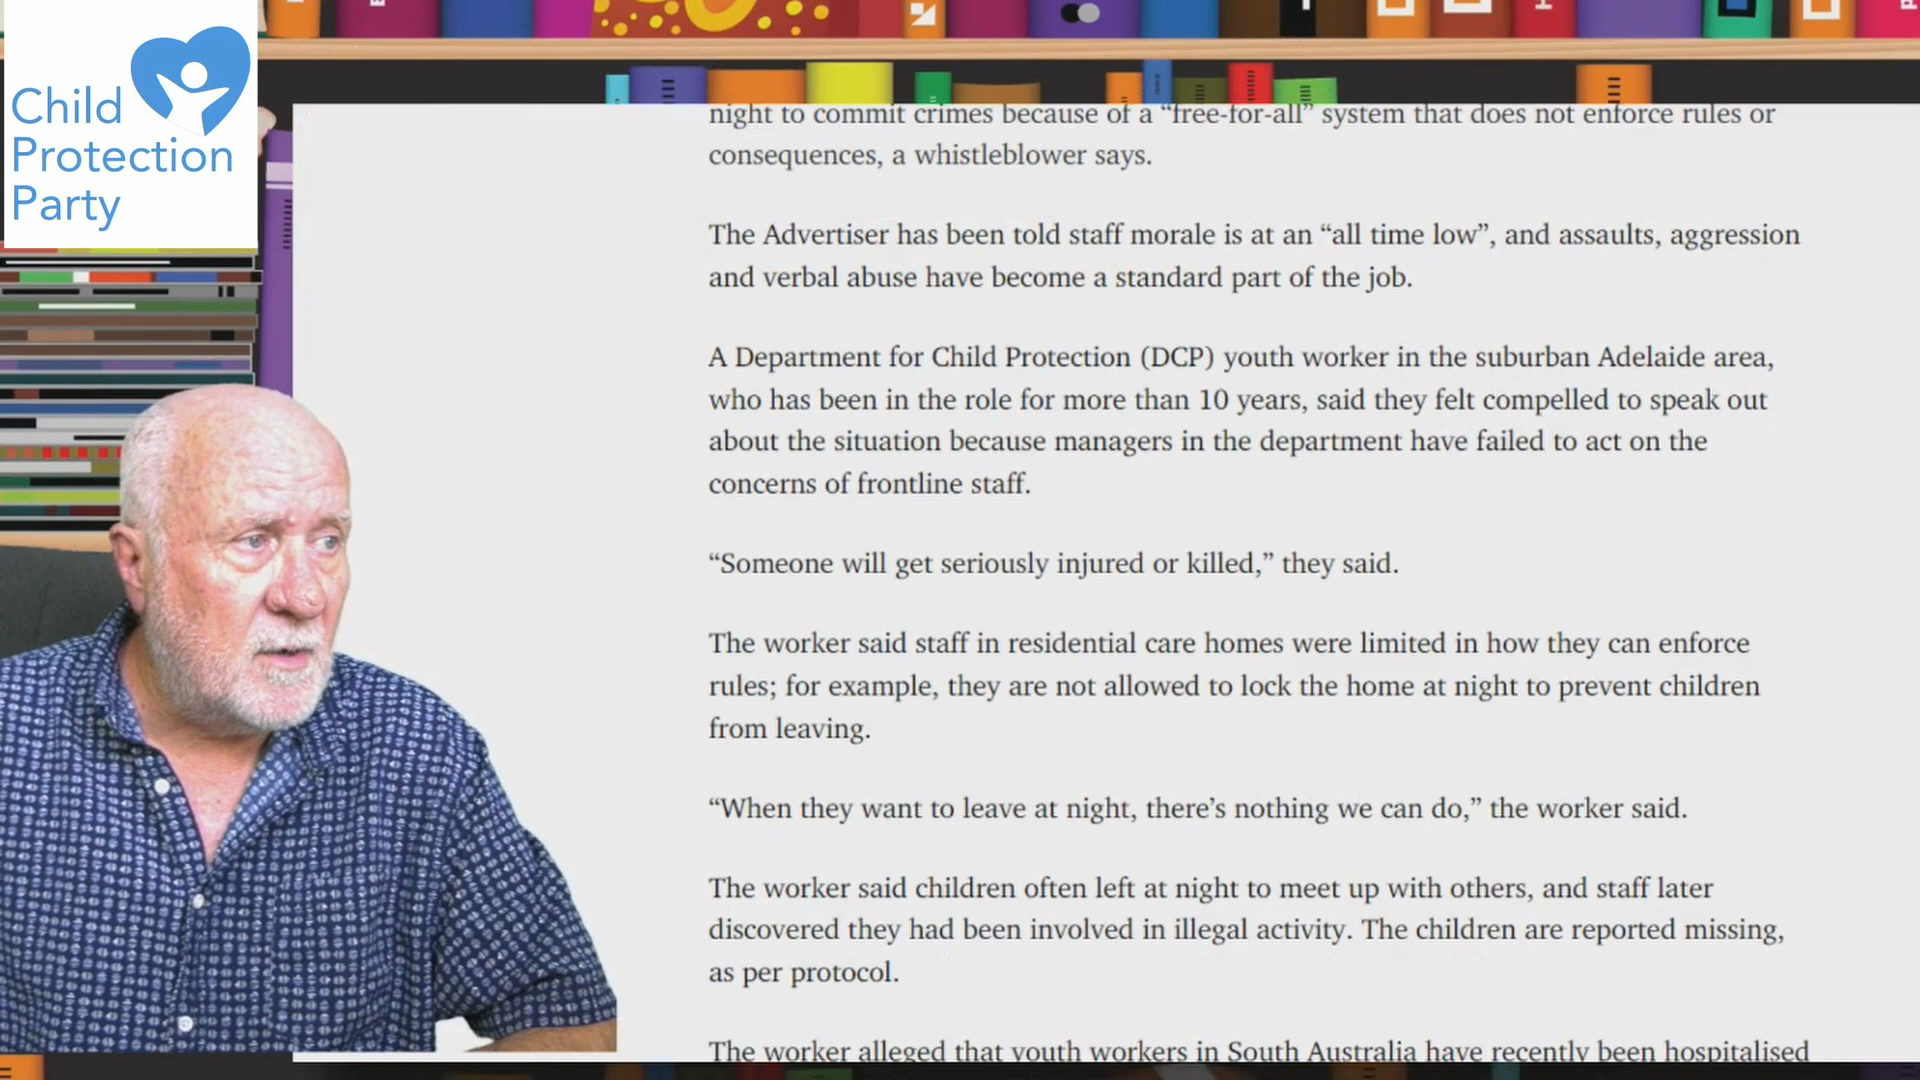 Child
Protection
Party
night to commit crimes because of a “free-for-all” system that does not enforce rules or
consequences, a whistleblower says.
The Advertiser has been told staff morale is at an “all time low”, and assaults, aggression
and verbal abuse have become a standard part of the job.
A Department for Child Protection (DCP) youth worker in the suburban Adelaide area,
who has been in the role for more than 10 years, said they felt compelled to speak out
about the situation because managers in the department have failed to act on the
concerns of frontline staff.
“Someone will get seriously injured or killed,” they said.
The worker said staff in residential care homes were limited in how they can enforce
rules; for example, they are not allowed to lock the home at night to prevent children
from leaving.
“When they want to leave at night, there’s nothing we can do,” the worker said.
The worker said children often left at night to meet up with others, and staff later
discovered they had been involved in illegal activity. The children are reported missing,
as per protocol.
The worker alleged that youth workers in South Australia have recently been hospitalised